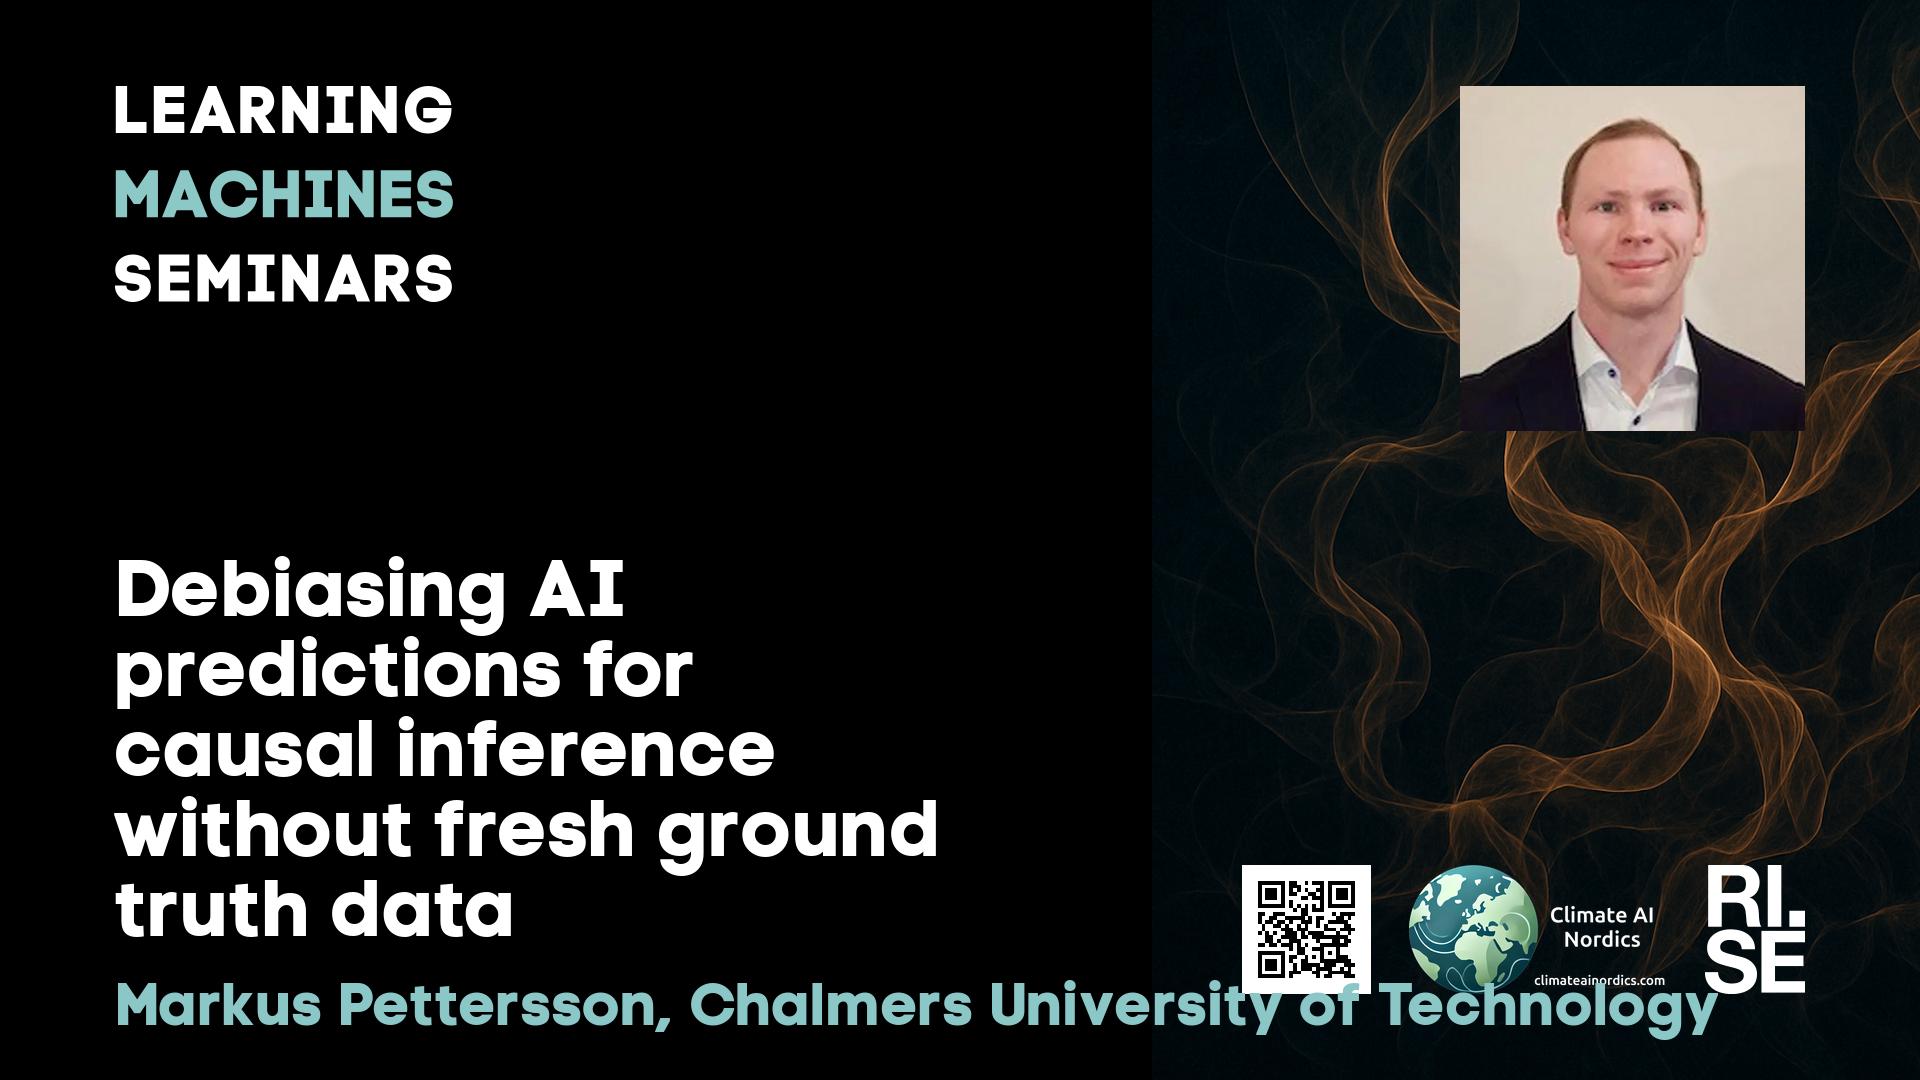 LEARNING
MACHINES
SEMINARS
Debiasing AI
predictions for
causal inference
without fresh ground
truth data
Climate AI
Nordics
climateainordics.com
RI.
SE
Markus Pettersson, Chalmers University of Technology